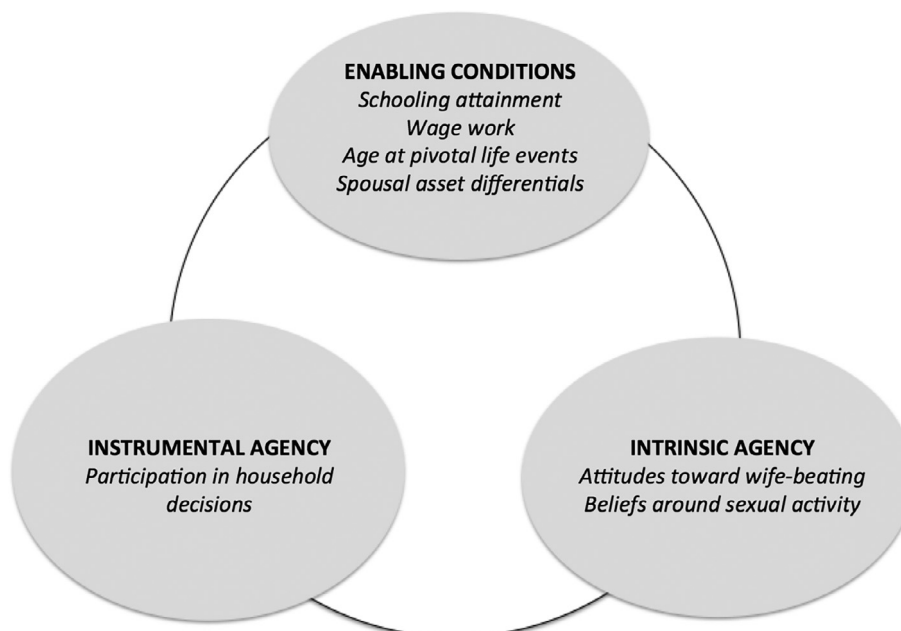 ENABLING CONDITIONS
Schooling attainment
Wage work
Age at pivotal life events
Spousal asset differentials
INSTRUMENTAL AGENCY
Participation in household
decisions
INTRINSIC AGENCY
Attitudes toward wife-beating
Beliefs around sexual activity